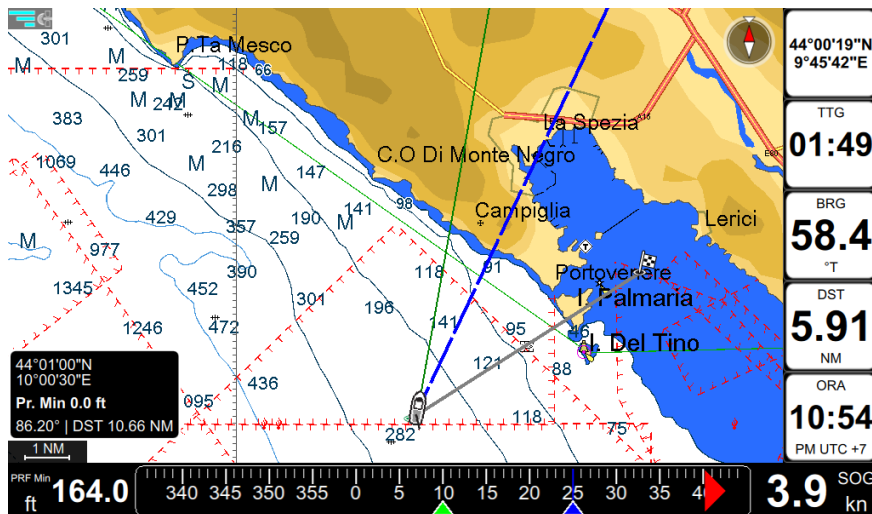 301
P.Ta Mesco
M
259
118
66
S
M
M
242
M
M
157
383
301
216
1069
446
M
298
M
147
C.O Di Monte Negro
La Spezia
A15
E80
429
357
190
M
141
98
Campiglia
Lerici
M
977
259
390
118
91
T
Portovenere
1345
452
301
196
I. Palmaria
1246
472
141
95
46
I. Del Tino
436
121
88
095
282
118
75
44°01'00"N
10°00'30"E
Pr. Min 0.0 ft
86.20° | DST 10.66 NM
1 NM
44°00'19"N
9°45'42"E
TTG
01:49
BRG
58.4
°T
DST
5.91
NM
ORA
10:54
PM UTC +7
PRF Min
ft
164.0
340 345 350 355 0 5 10 15 20 25 30 35
SOG
3.9
kn